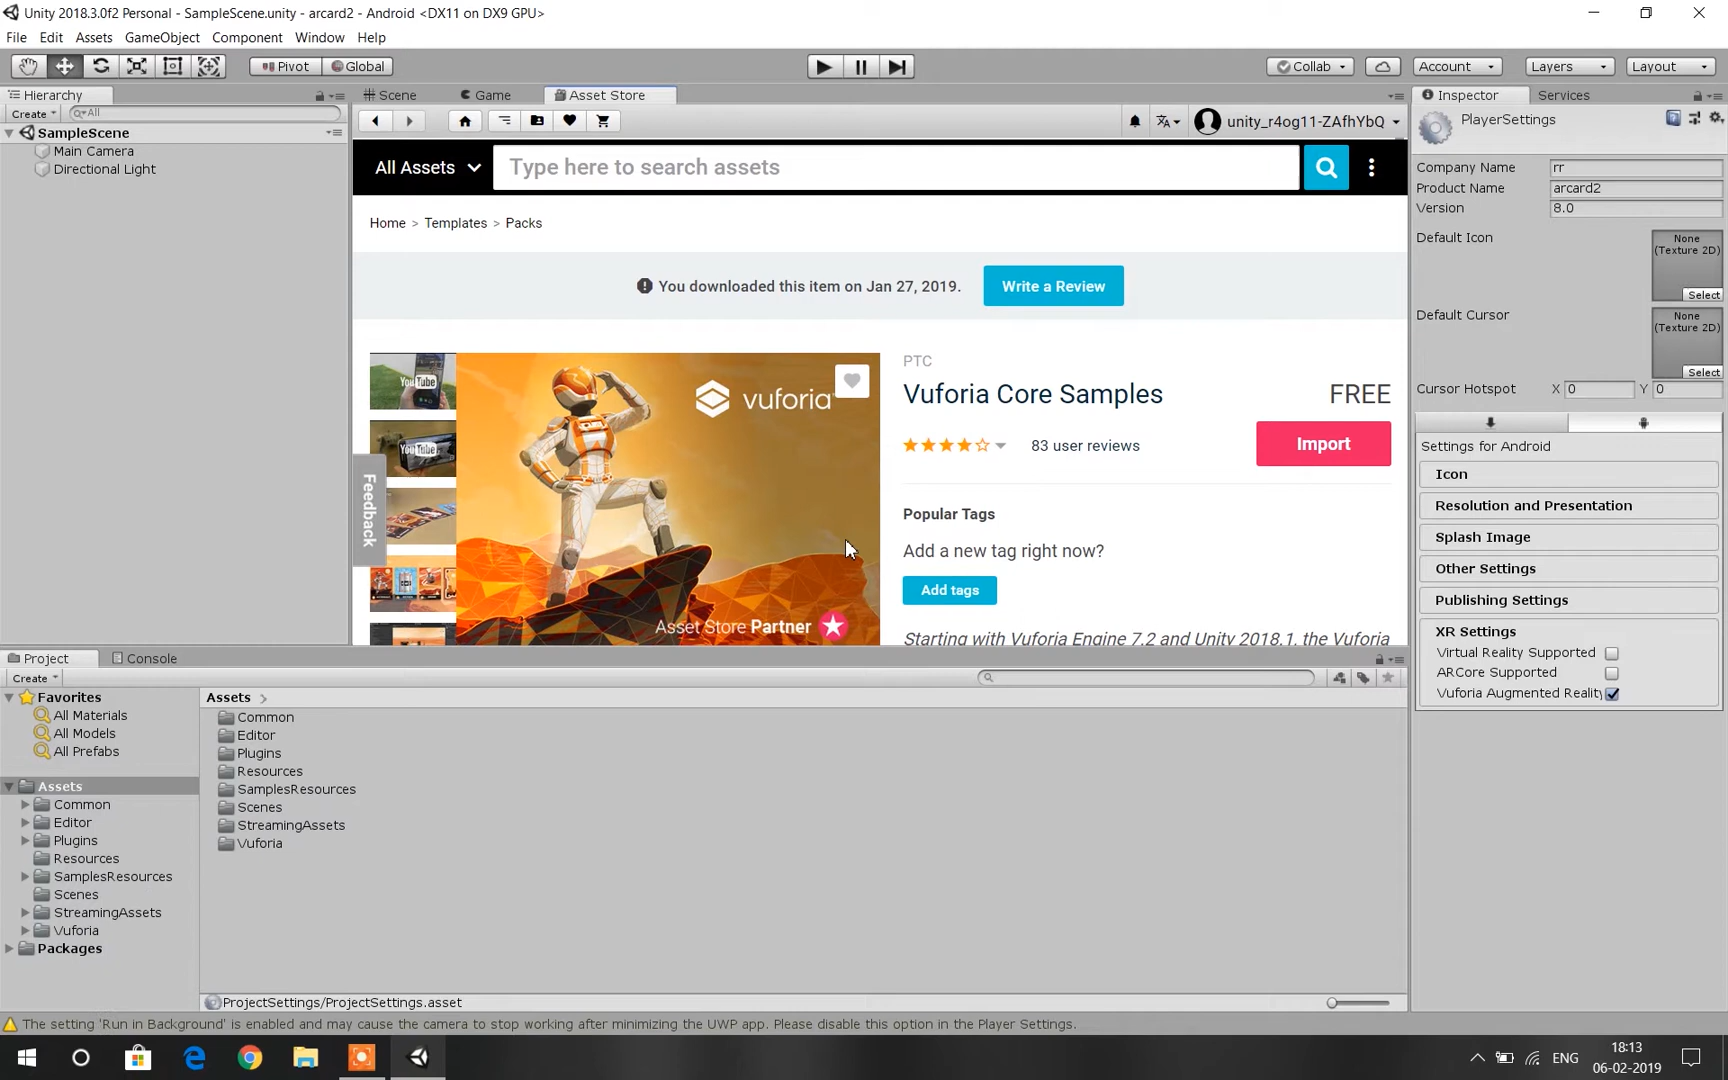 Unity 2018.3.0f2 Personal - SampleScene.unity - arcard2 - Android <DX11 on DX9 GPU>
File Edit Assets GameObject Component Window Help
Pivot Global Collab Account Layers Layout
Hierarchy
Create All
SampleScene
Main Camera
Directional Light
Scene Game Asset Store
unity_r4og11-ZAfhYbQ
All Assets Type here to search assets
Home > Templates > Packs
You downloaded this item on Jan 27, 2019. Write a Review
Feedback
YouTube
YouTube
vuforia
Asset Store Partner
PTC
Vuforia Core Samples FREE
83 user reviews Import
Popular Tags
Add a new tag right now?
Add tags
Starting with Vuforia Engine 7.2 and Unity 2018.1, the Vuforia
Inspector Services
PlayerSettings
Company Name rr
Product Name arcard2
Version 8.0
Default Icon None
(Texture 2D)
Select
Default Cursor None
(Texture 2D)
Select
Cursor Hotspot X 0 Y 0
Settings for Android
Icon
Resolution and Presentation
Splash Image
Other Settings
Publishing Settings
XR Settings
Virtual Reality Supported
ARCore Supported
Vuforia Augmented Reality
Project Console
Create
Favorites
All Materials
All Models
All Prefabs
Assets
Common
Editor
Plugins
Resources
SamplesResources
Scenes
StreamingAssets
Vuforia
Packages
Assets >
Common
Editor
Plugins
Resources
SamplesResources
Scenes
StreamingAssets
Vuforia
ProjectSettings/ProjectSettings.asset
The setting 'Run in Background' is enabled and may cause the camera to stop working after minimizing the UWP app. Please disable this option in the Player Settings.
ENG
18:13
06-02-2019